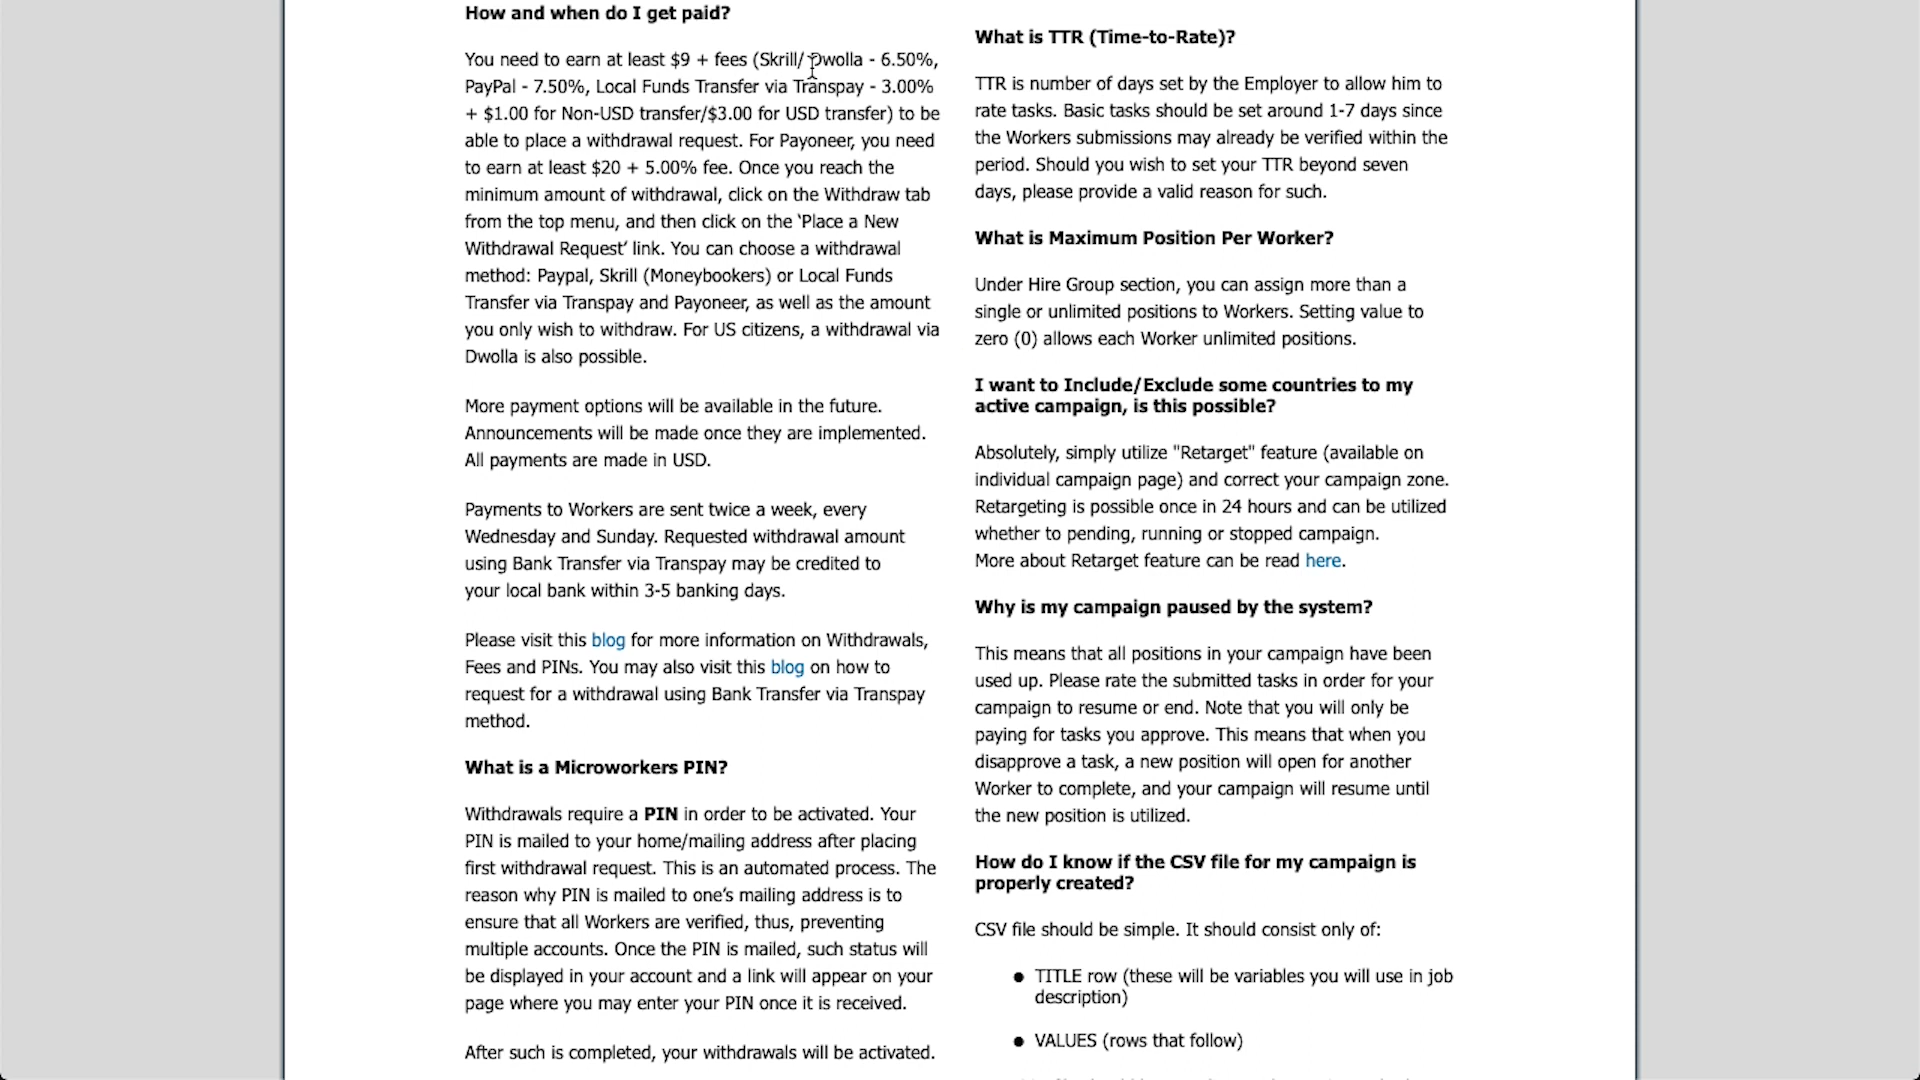 How and when do I get paid?
You need to earn at least $9 + fees (Skrill/ Dwolla - 6.50%,
PayPal - 7.50%, Local Funds Transfer via Transpay - 3.00%
+ $1.00 for Non-USD transfer/$3.00 for USD transfer) to be
able to place a withdrawal request. For Payoneer, you need
to earn at least $20 + 5.00% fee. Once you reach the
minimum amount of withdrawal, click on the Withdraw tab
from the top menu, and then click on the ‘Place a New
Withdrawal Request’ link. You can choose a withdrawal
method: Paypal, Skrill (Moneybookers) or Local Funds
Transfer via Transpay and Payoneer, as well as the amount
you only wish to withdraw. For US citizens, a withdrawal via
Dwolla is also possible.
More payment options will be available in the future.
Announcements will be made once they are implemented.
All payments are made in USD.
Payments to Workers are sent twice a week, every
Wednesday and Sunday. Requested withdrawal amount
using Bank Transfer via Transpay may be credited to
your local bank within 3-5 banking days.
Please visit this blog for more information on Withdrawals,
Fees and PINs. You may also visit this blog on how to
request for a withdrawal using Bank Transfer via Transpay
method.
What is a Microworkers PIN?
Withdrawals require a PIN in order to be activated. Your
PIN is mailed to your home/mailing address after placing
first withdrawal request. This is an automated process. The
reason why PIN is mailed to one’s mailing address is to
ensure that all Workers are verified, thus, preventing
multiple accounts. Once the PIN is mailed, such status will
be displayed in your account and a link will appear on your
page where you may enter your PIN once it is received.
After such is completed, your withdrawals will be activated.
What is TTR (Time-to-Rate)?
TTR is number of days set by the Employer to allow him to
rate tasks. Basic tasks should be set around 1-7 days since
the Workers submissions may already be verified within the
period. Should you wish to set your TTR beyond seven
days, please provide a valid reason for such.
What is Maximum Position Per Worker?
Under Hire Group section, you can assign more than a
single or unlimited positions to Workers. Setting value to
zero (0) allows each Worker unlimited positions.
I want to Include/Exclude some countries to my
active campaign, is this possible?
Absolutely, simply utilize "Retarget" feature (available on
individual campaign page) and correct your campaign zone.
Retargeting is possible once in 24 hours and can be utilized
whether to pending, running or stopped campaign.
More about Retarget feature can be read here.
Why is my campaign paused by the system?
This means that all positions in your campaign have been
used up. Please rate the submitted tasks in order for your
campaign to resume or end. Note that you will only be
paying for tasks you approve. This means that when you
disapprove a task, a new position will open for another
Worker to complete, and your campaign will resume until
the new position is utilized.
How do I know if the CSV file for my campaign is
properly created?
CSV file should be simple. It should consist only of:
● TITLE row (these will be variables you will use in job
description)
● VALUES (rows that follow)